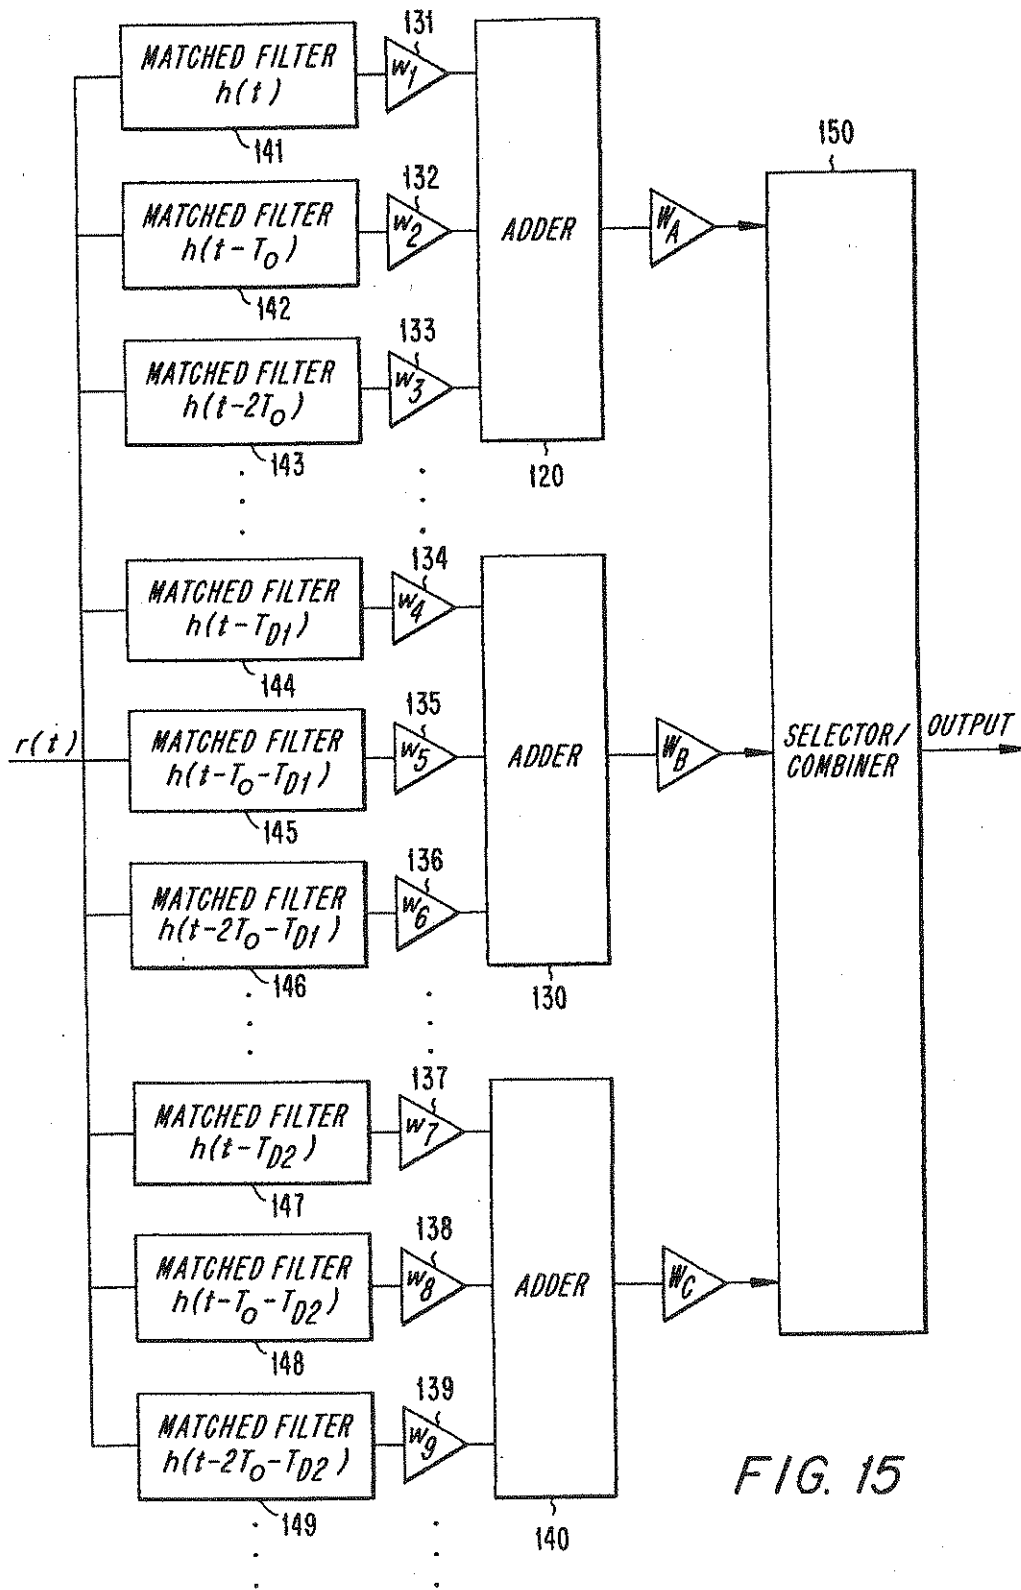 131
MATCHED FILTER
h(t)
w1
141
150
132
MATCHED FILTER
h(t-TO)
w2
ADDER
WA
142
133
MATCHED FILTER
h(t-2TO)
w3
143
120
134
MATCHED FILTER
h(t-TD1)
w4
144
135
r(t)
MATCHED FILTER
h(t-TO-TD1)
w5
ADDER
WB
SELECTOR/
COMBINER
OUTPUT
145
136
MATCHED FILTER
h(t-2TO-TD1)
w6
146
130
137
MATCHED FILTER
h(t-TD2)
w7
147
138
MATCHED FILTER
h(t-TO-TD2)
w8
ADDER
WC
148
139
MATCHED FILTER
h(t-2TO-TD2)
w9
149
140
FIG. 15